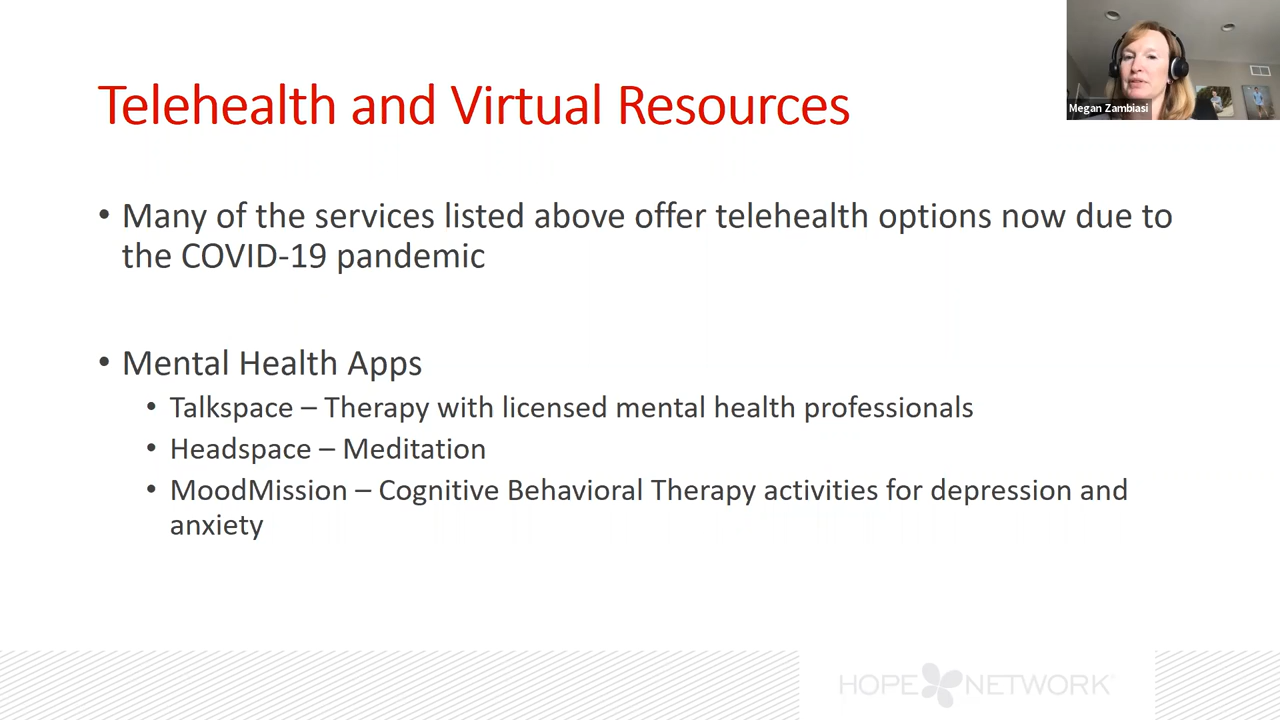 Telehealth and Virtual Resources
Megan Zambiasi
• Many of the services listed above offer telehealth options now due to
the COVID-19 pandemic
• Mental Health Apps
• Talkspace – Therapy with licensed mental health professionals
• Headspace – Meditation
• MoodMission – Cognitive Behavioral Therapy activities for depression and
anxiety
HOPE NETWORK